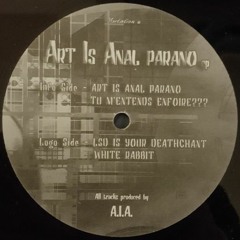 Art Is Anal parano
Info Side - ART IS ANAL PARANO
TU M'ENTENDS ENFOIRE???
Logo Side - LSD IS YOUR DEATHCHANT
WHITE RABBIT
All tracks produced by
A.I.A.